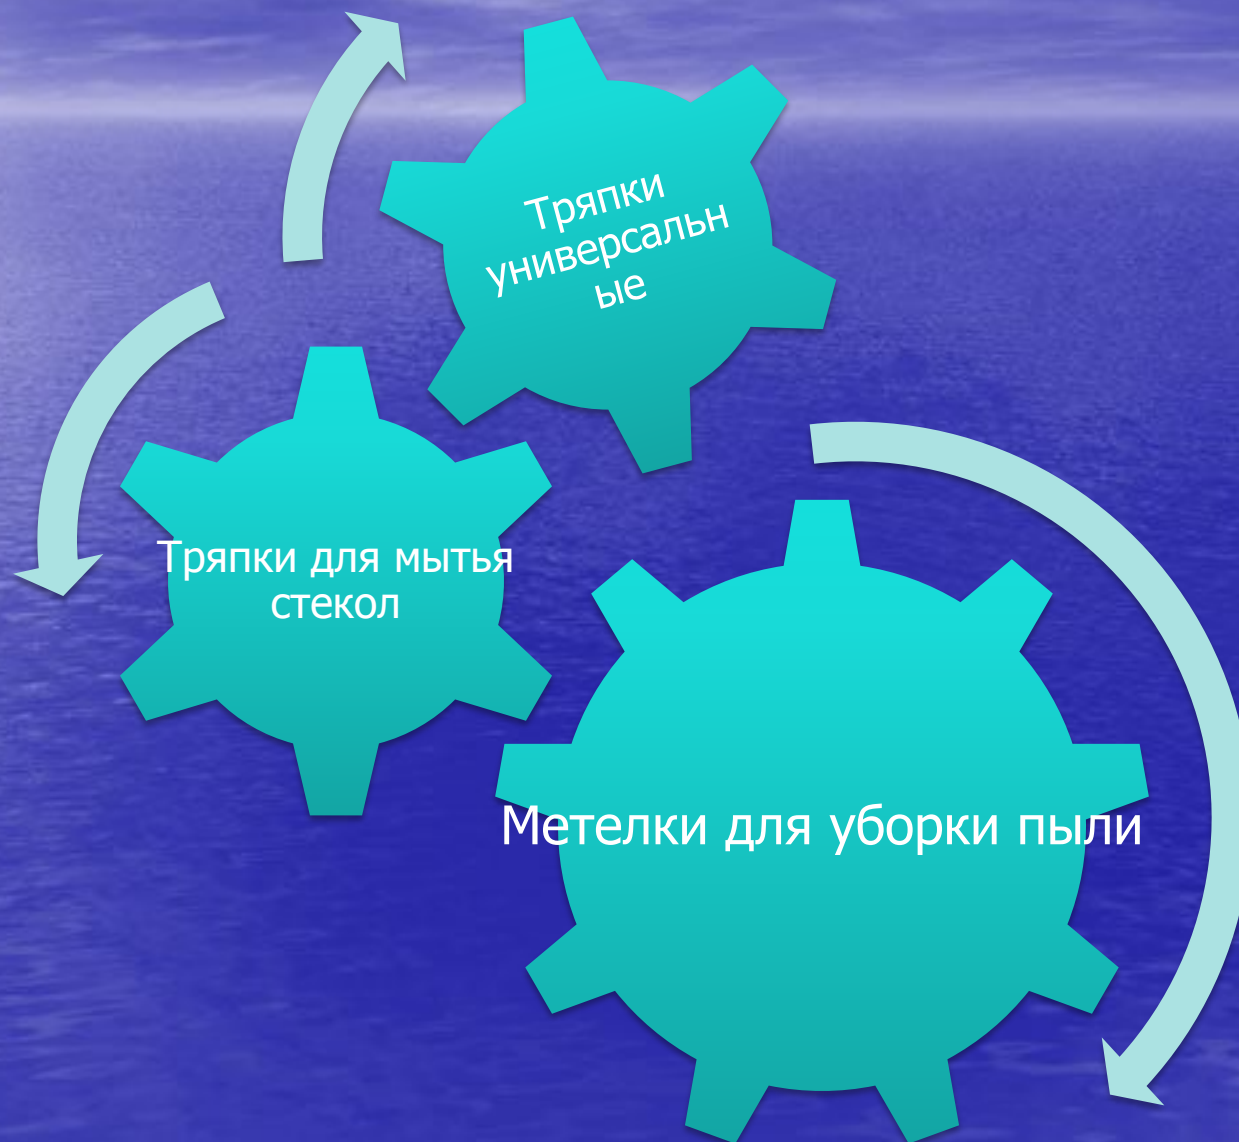 Тряпки
универсальн
ые
Тряпки для мытья
стекол
Метелки для уборки пыли